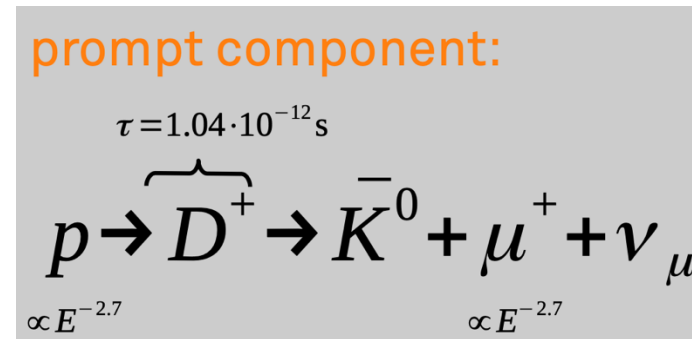 prompt component:
τ=1.04·10⁻¹²s
p→D⁺→K̅⁰+μ⁺+ν_μ
∝E⁻²·⁷ ∝E⁻²·⁷